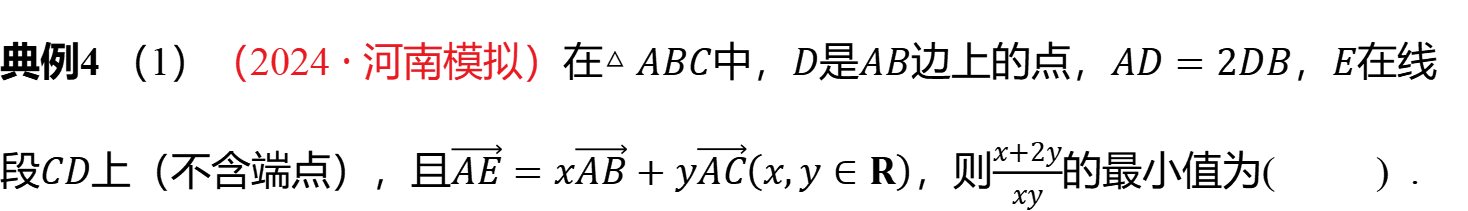 典例4（1）（2024·河南模拟）在△ABC中，D是AB边上的点，AD = 2DB，E在线
段CD上（不含端点），且$\overrightarrow{AE} = x\overrightarrow{AB} + y\overrightarrow{AC}(x, y \in \mathbf{R})$，则$\frac{x+2y}{xy}$的最小值为(　　).